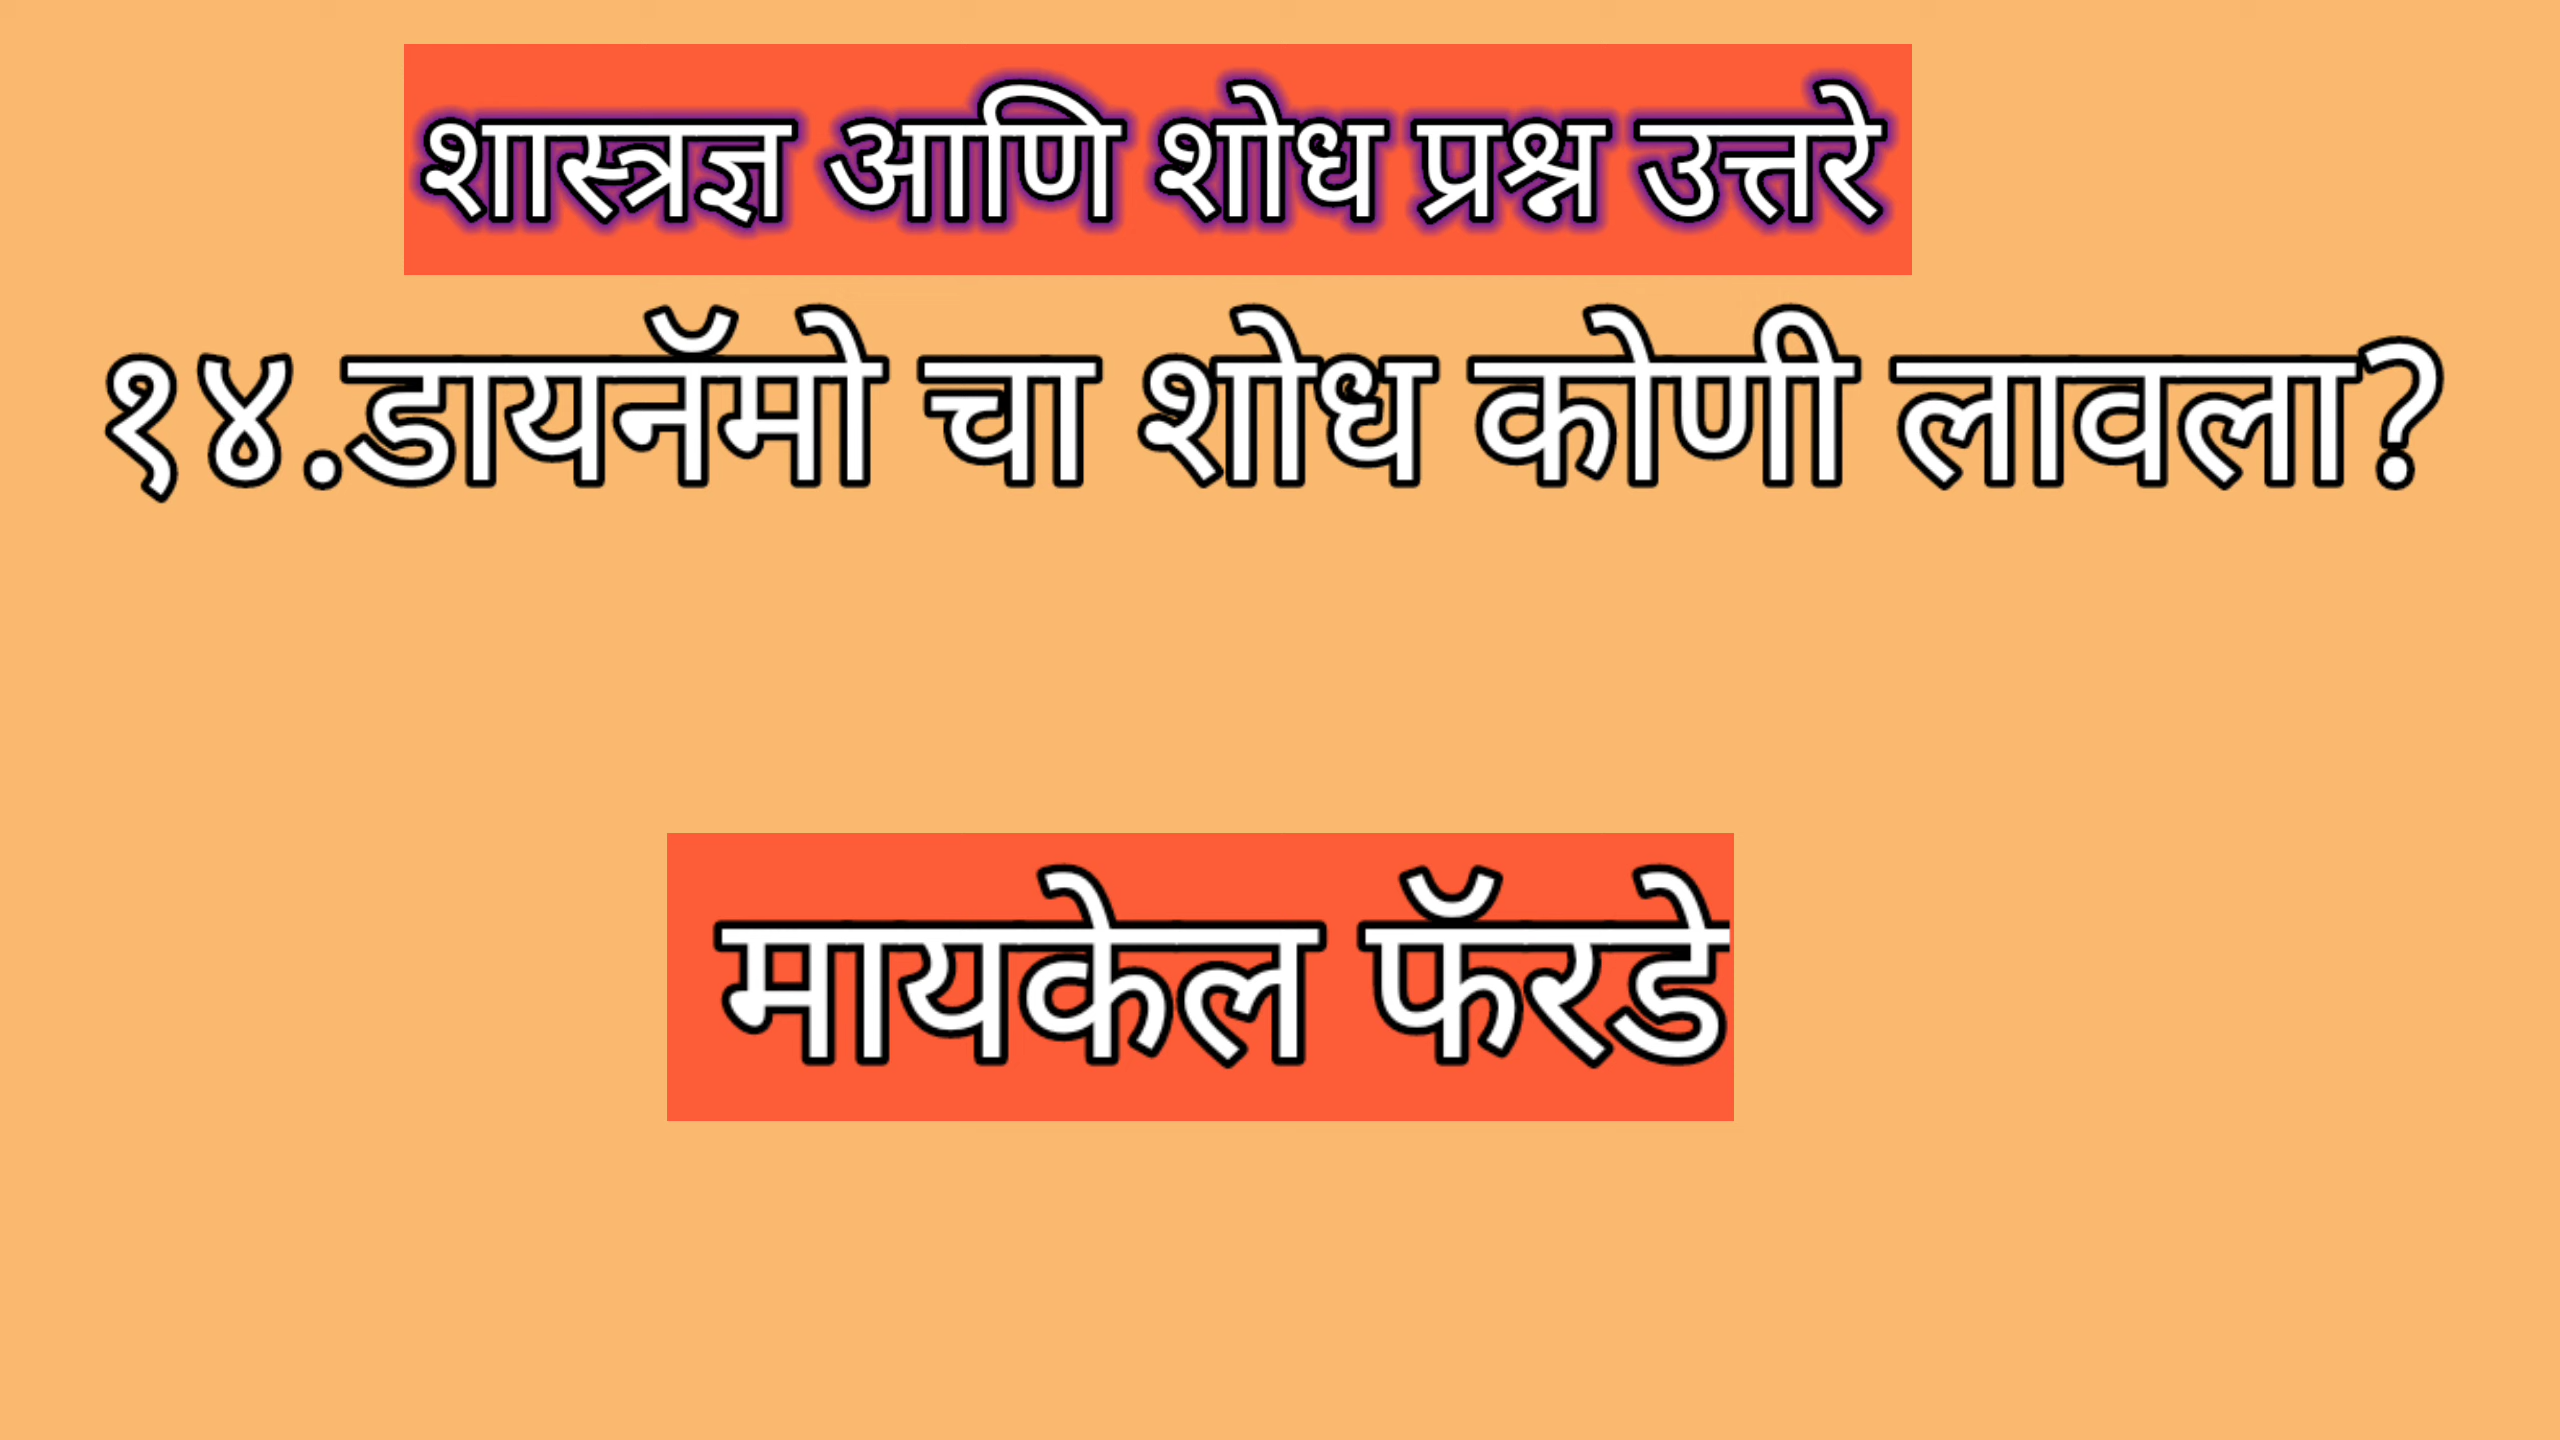 शास्त्रज्ञ आणि शोध प्रश्न उत्तरे
१४.डायनॅमो चा शोध कोणी लावला?
मायकेल फॅरडे